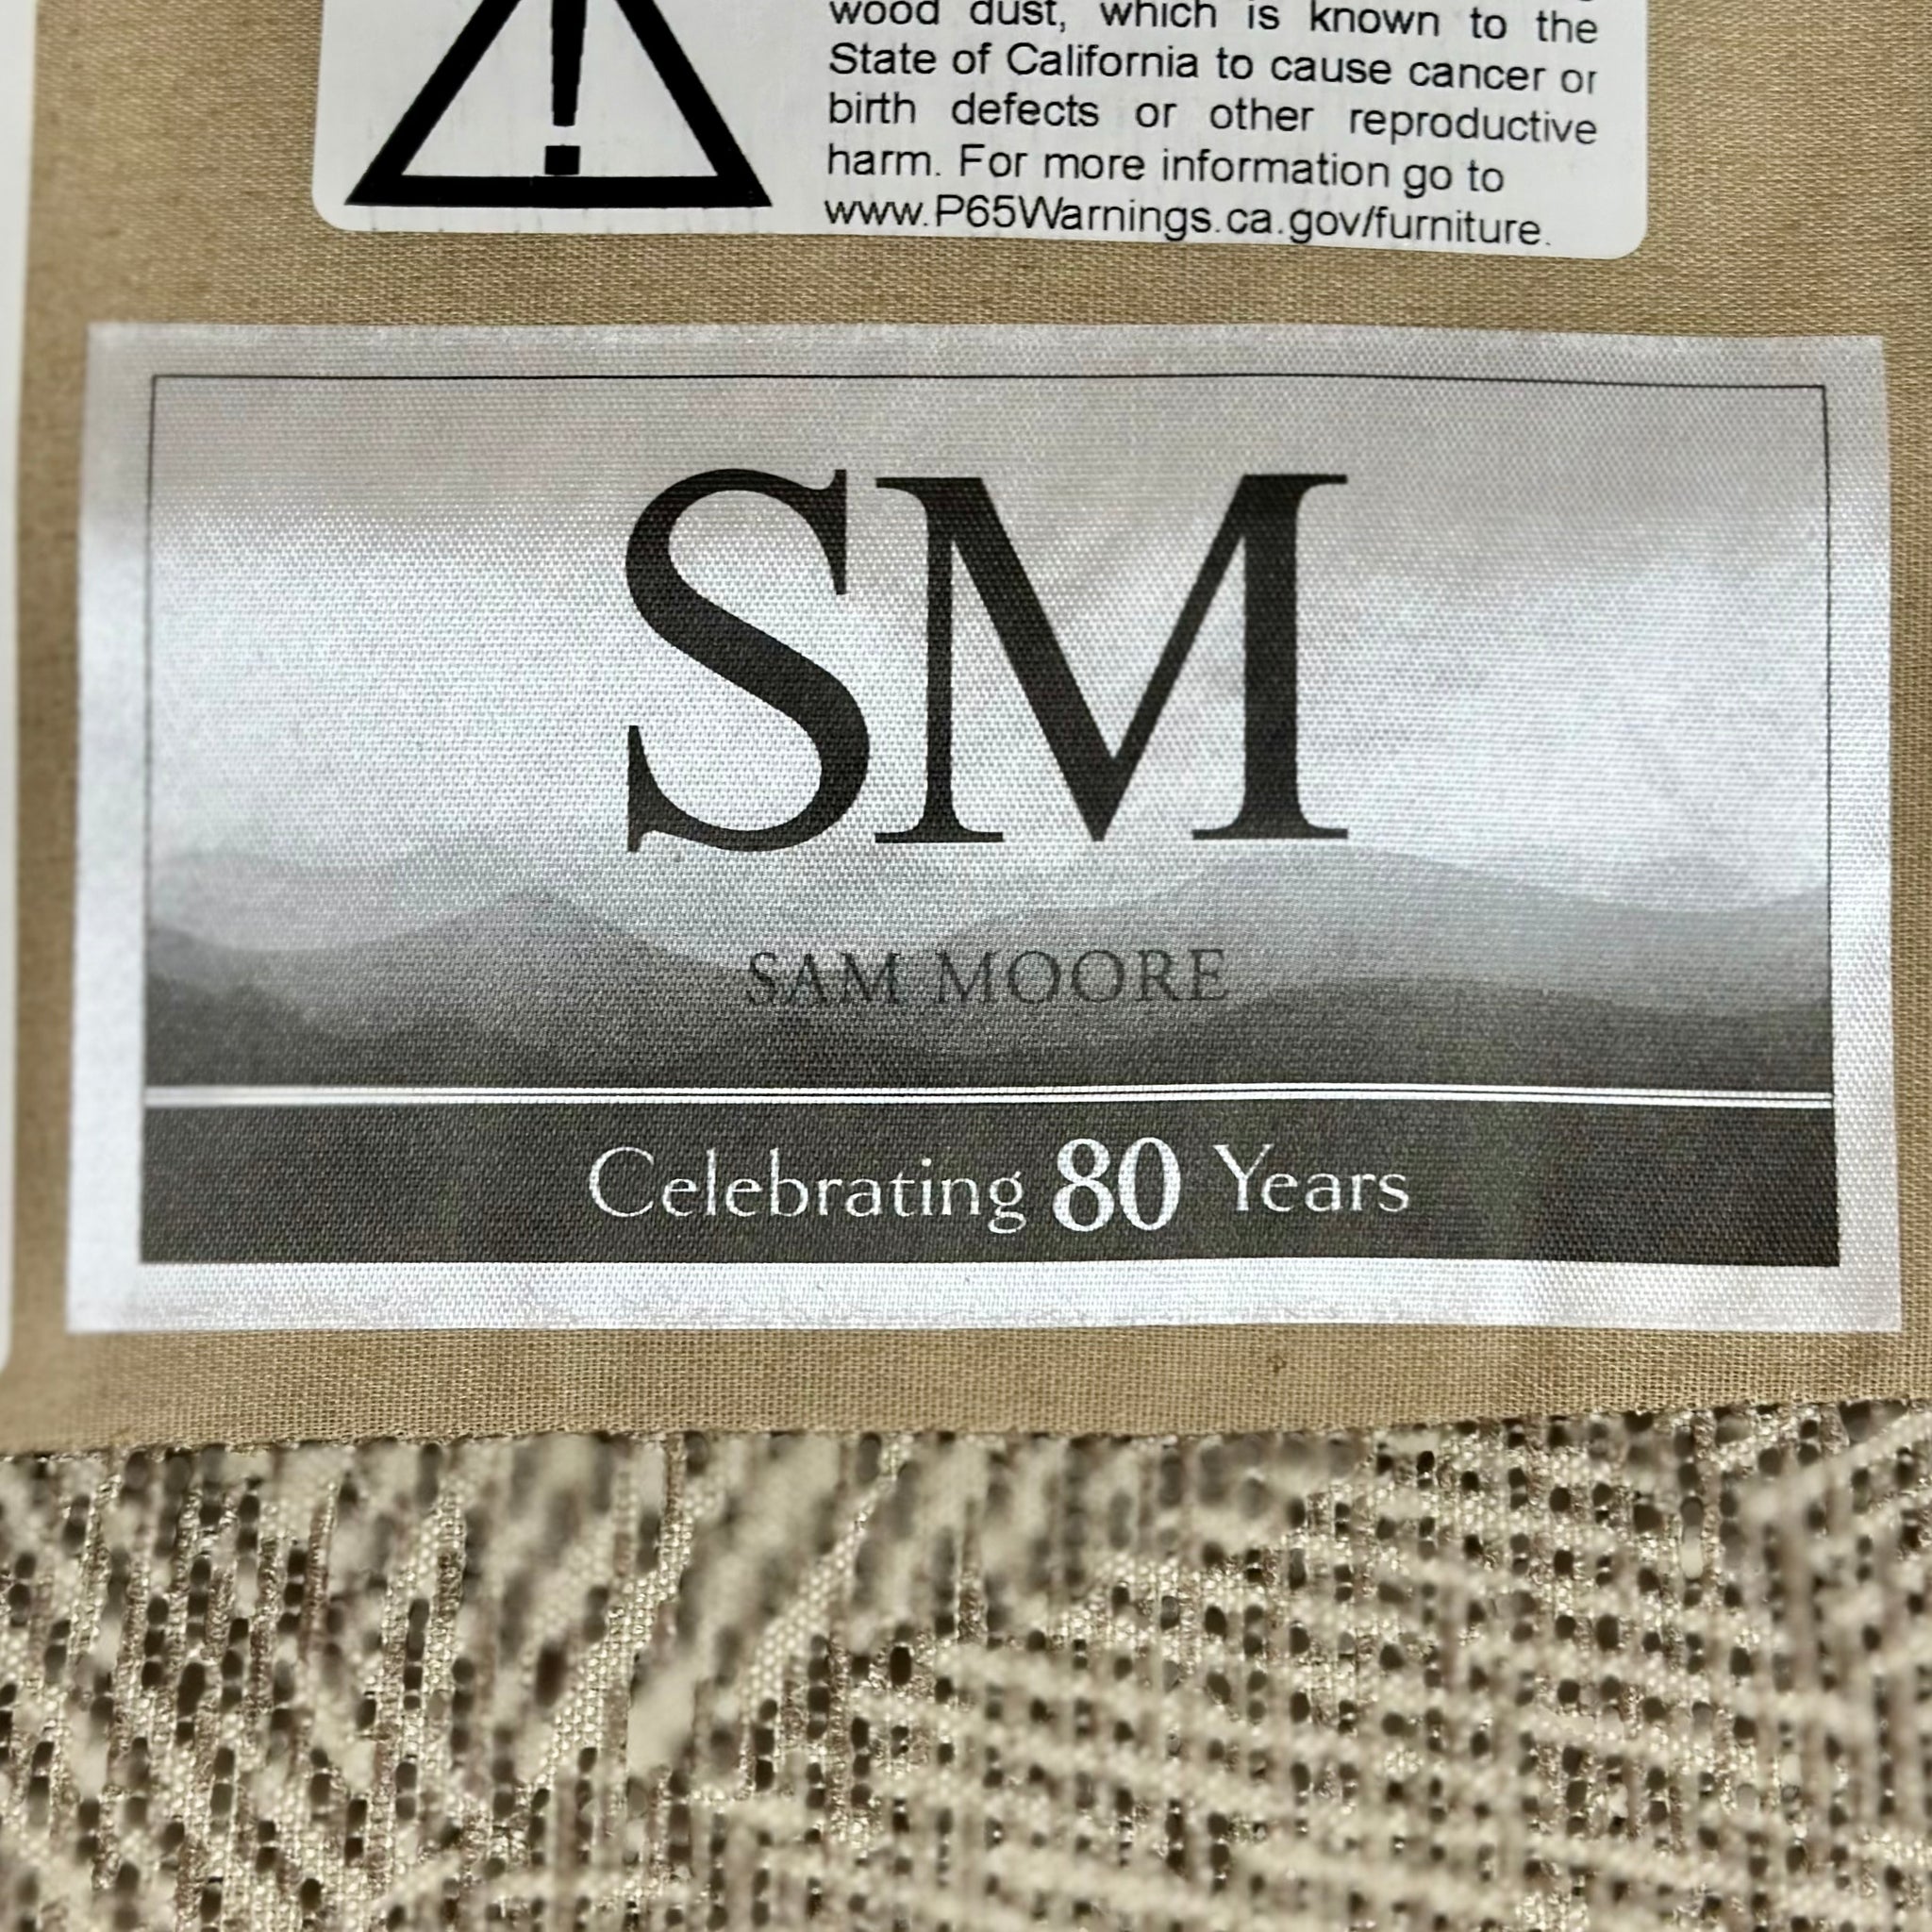 wood dust, which is known to the
State of California to cause cancer or
birth defects or other reproductive
harm. For more information go to
www.P65Warnings.ca.gov/furniture.
SM
SAM MOORE
Celebrating 80 Years